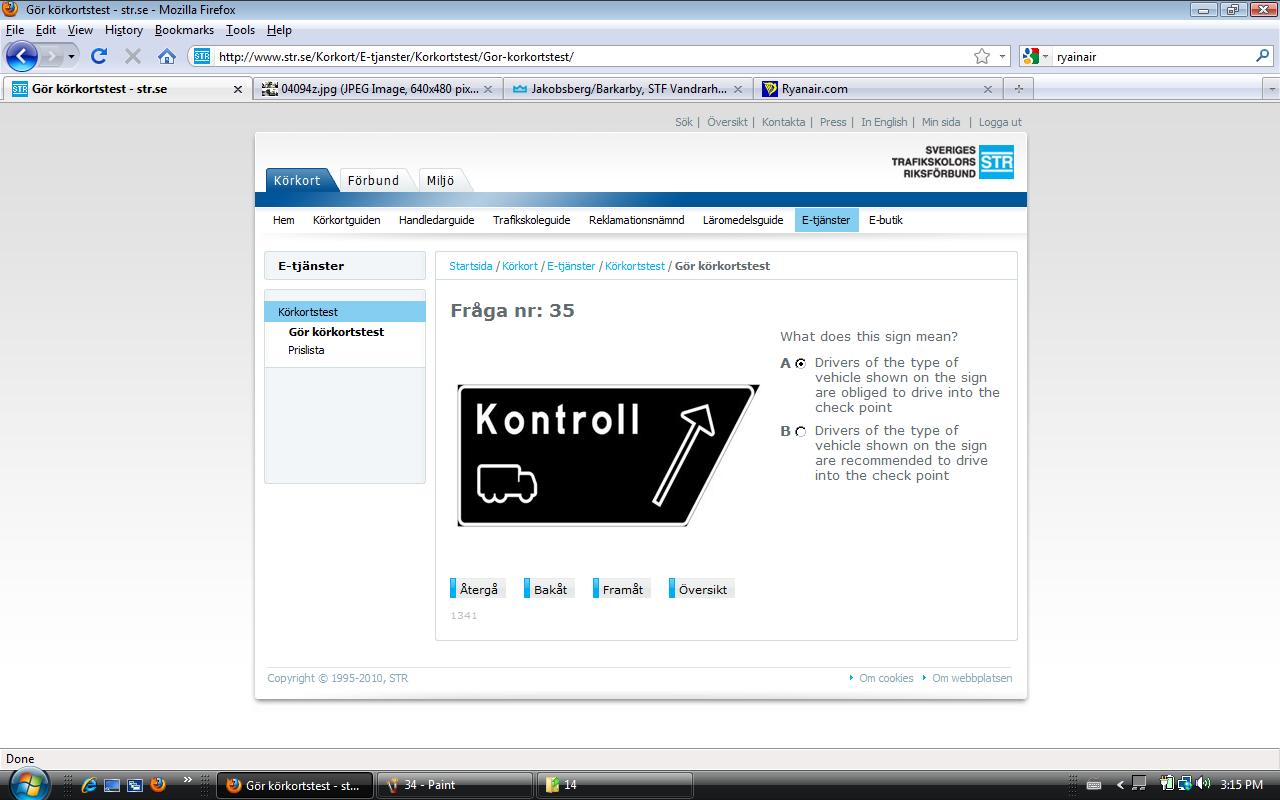 Gör körkortstest - str.se - Mozilla Firefox
File Edit View History Bookmarks Tools Help
STR http://www.str.se/Korkort/E-tjanster/Korkortstest/Gor-korkortstest/ ryainair
STR Gör körkortstest - str.se 04094z.jpg (JPEG Image, 640x480 pix... Jakobsberg/Barkarby, STF Vandrarh... Ryanair.com
Sök | Översikt | Kontakta | Press | In English | Min sida | Logga ut
SVERIGES
TRAFIKSKOLORS
RIKSFÖRBUND
STR
Körkort Förbund Miljö
Hem Körkortguiden Handledarguide Trafikskoleguide Reklamationsnämnd Läromedelsguide E-tjänster E-butik
E-tjänster
Körkortstest
Gör körkortstest
Prislista
Startsida / Körkort / E-tjänster / Körkortstest / Gör körkortstest
Fråga nr: 35
Kontroll
What does this sign mean?
A Drivers of the type of
vehicle shown on the sign
are obliged to drive into the
check point
B Drivers of the type of
vehicle shown on the sign
are recommended to drive
into the check point
Återgå Bakåt Framåt Översikt
1341
Copyright © 1995-2010, STR
Om cookies Om webbplatsen
Done
Gör körkortstest - st... 34 - Paint 14 3:15 PM